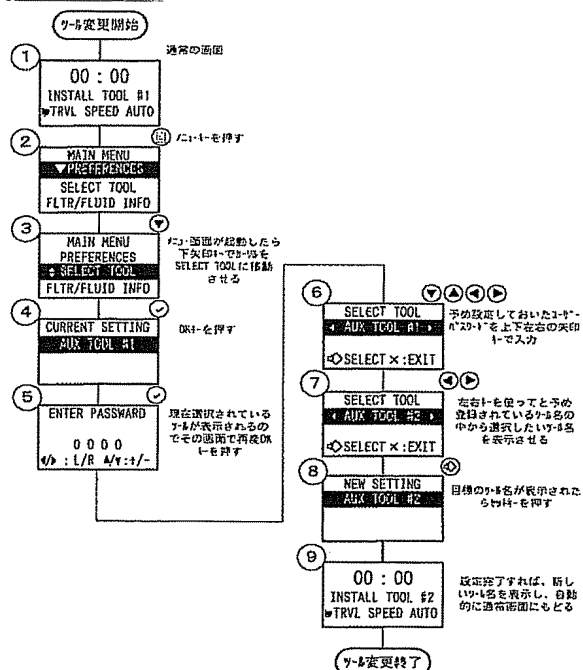 ツール変更開始
1
通常の画面
00 : 00
INSTALL TOOL #1
TRVL SPEED AUTO
2
メニューキーを押す
MAIN MENU
▼PREFERENCES
SELECT TOOL
FLTR/FLUID INFO
3
メニュー画面が起動したら
下矢印キーでカーソルを
SELECT TOOLに移動
させる
MAIN MENU
PREFERENCES
SELECT TOOL
FLTR/FLUID INFO
4
OKキーを押す
CURRENT SETTING
AUX TOOL #1
5
ENTER PASSWARD
0 0 0 0
◀/▶ : L/R ▲/▼:+/-
現在選択されている
ツールが表示されるの
でその画面で再度OK
キーを押す
6
SELECT TOOL
◀ AUX TOOL #1 ▶
SELECT ×:EXIT
予め設定しておいたユーザー
パスワードを上下左右の矢印
キーで入力
7
SELECT TOOL
◀ AUX TOOL #2 ▶
SELECT ×:EXIT
左右キーを使ってと予め
登録されているツール名の
中から選択したいツール名
を表示させる
8
NEW SETTING
AUX TOOL #2
目標のツール名が表示された
らセットキーを押す
9
00 : 00
INSTALL TOOL #2
TRVL SPEED AUTO
設定完了すれば、新し
いツール名を表示し、自動
的に通常画面にもどる
ツール変更終了